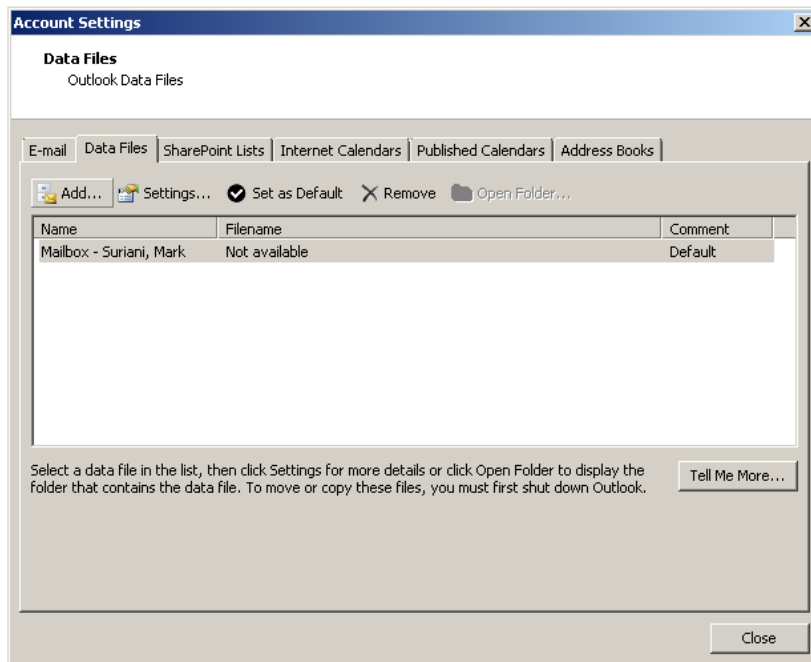 Account Settings
Data Files
Outlook Data Files
E-mail Data Files SharePoint Lists Internet Calendars Published Calendars Address Books
Add... Settings... Set as Default Remove Open Folder...
Name Filename Comment
Mailbox - Suriani, Mark Not available Default
Select a data file in the list, then click Settings for more details or click Open Folder to display the
folder that contains the data file. To move or copy these files, you must first shut down Outlook.
Tell Me More...
Close